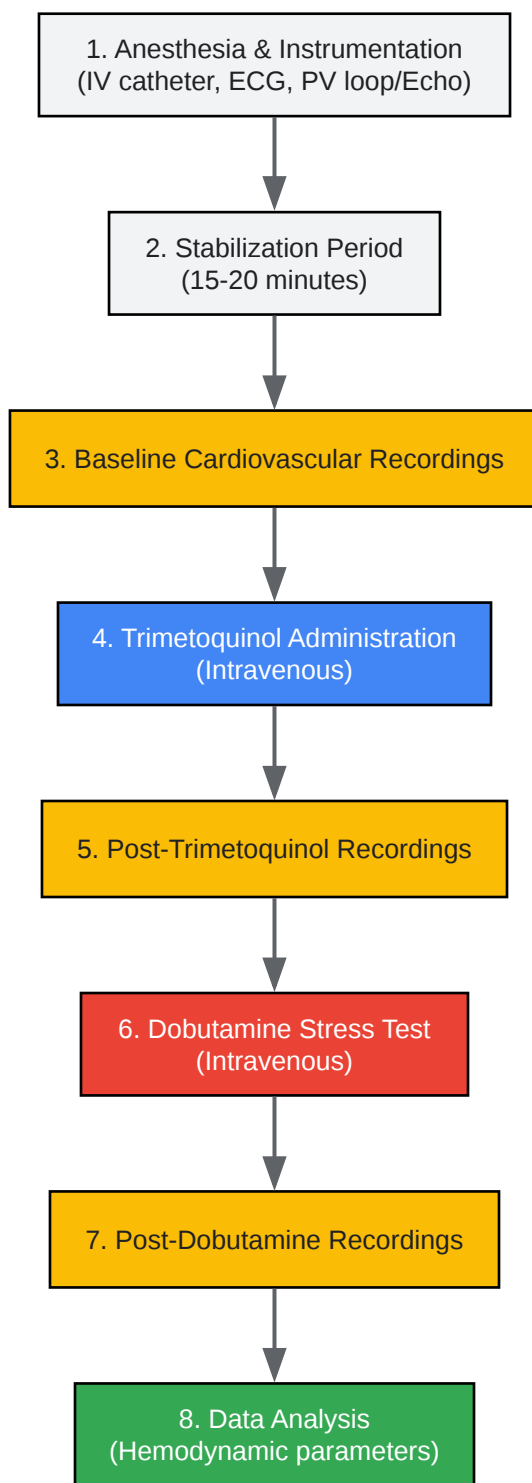 1. Anesthesia & Instrumentation
(IV catheter, ECG, PV loop/Echo)
2. Stabilization Period
(15-20 minutes)
3. Baseline Cardiovascular Recordings
4. Trimetoquinol Administration
(Intravenous)
5. Post-Trimetoquinol Recordings
6. Dobutamine Stress Test
(Intravenous)
7. Post-Dobutamine Recordings
8. Data Analysis
(Hemodynamic parameters)